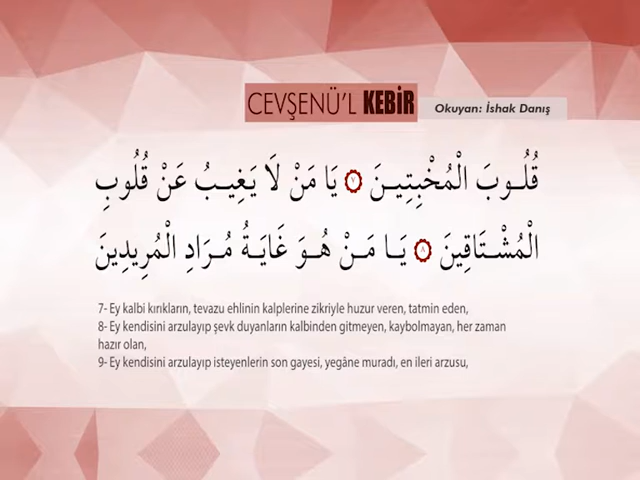 CEVŞENÜ'L KEBİR
Okuyan: İshak Danış
قُلُوبَ الْمُخْبِتِينَ ۷ يَا مَنْ لَا يَغِيبُ عَنْ قُلُوبِ
الْمُشْتَاقِينَ ۸ يَا مَنْ هُوَ غَايَةُ مُرَادِ الْمُرِيدِينَ
7- Ey kalbi kırıkların, tevazu ehlinin kalplerine zikriyle huzur veren, tatmin eden,
8- Ey kendisini arzulayıp şevk duyanların kalbinden gitmeyen, kaybolmayan, her zaman
hazır olan,
9- Ey kendisini arzulayıp isteyenlerin son gayesi, yegâne muradı, en ileri arzusu,